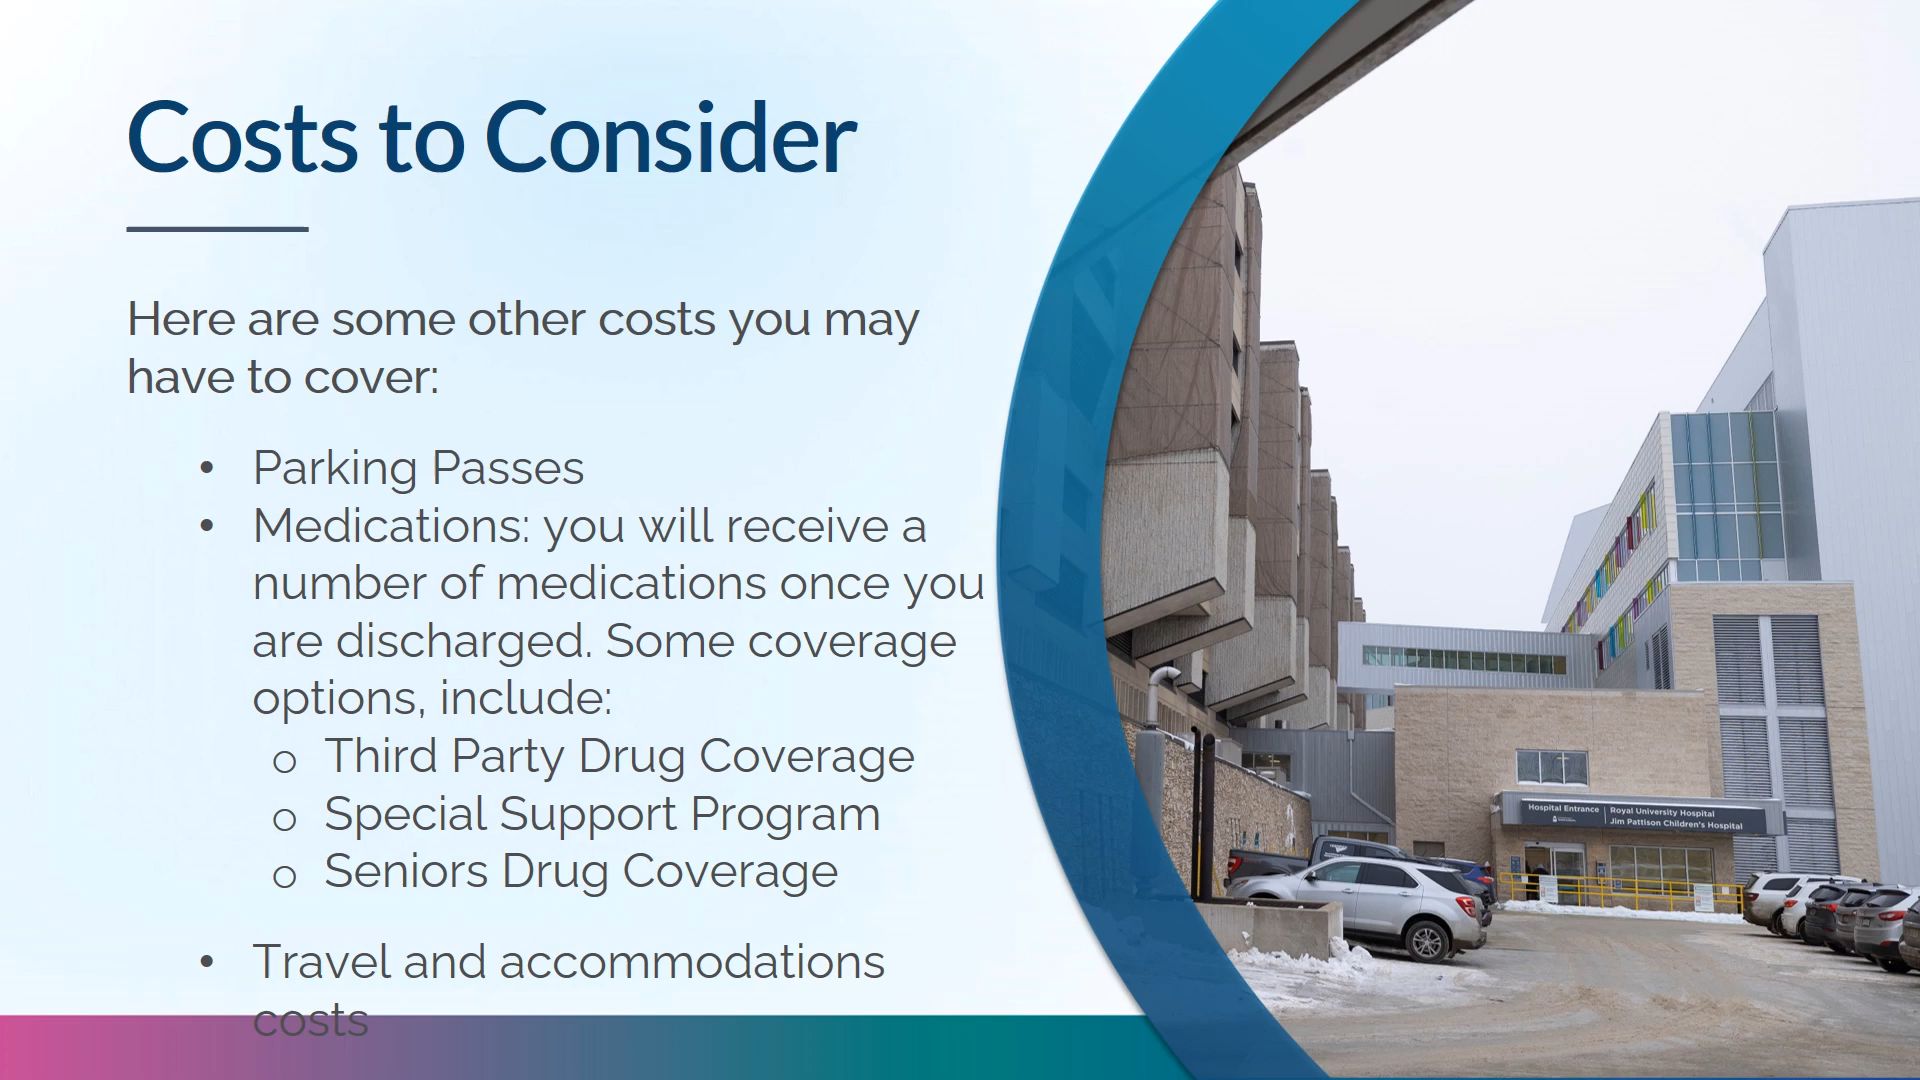 Costs to Consider
Here are some other costs you may
have to cover:
• Parking Passes
• Medications: you will receive a
number of medications once you
are discharged. Some coverage
options, include:
o Third Party Drug Coverage
o Special Support Program
o Seniors Drug Coverage
• Travel and accommodations
costs
Hospital Entrance
Royal University Hospital
Jim Pattison Children's Hospital